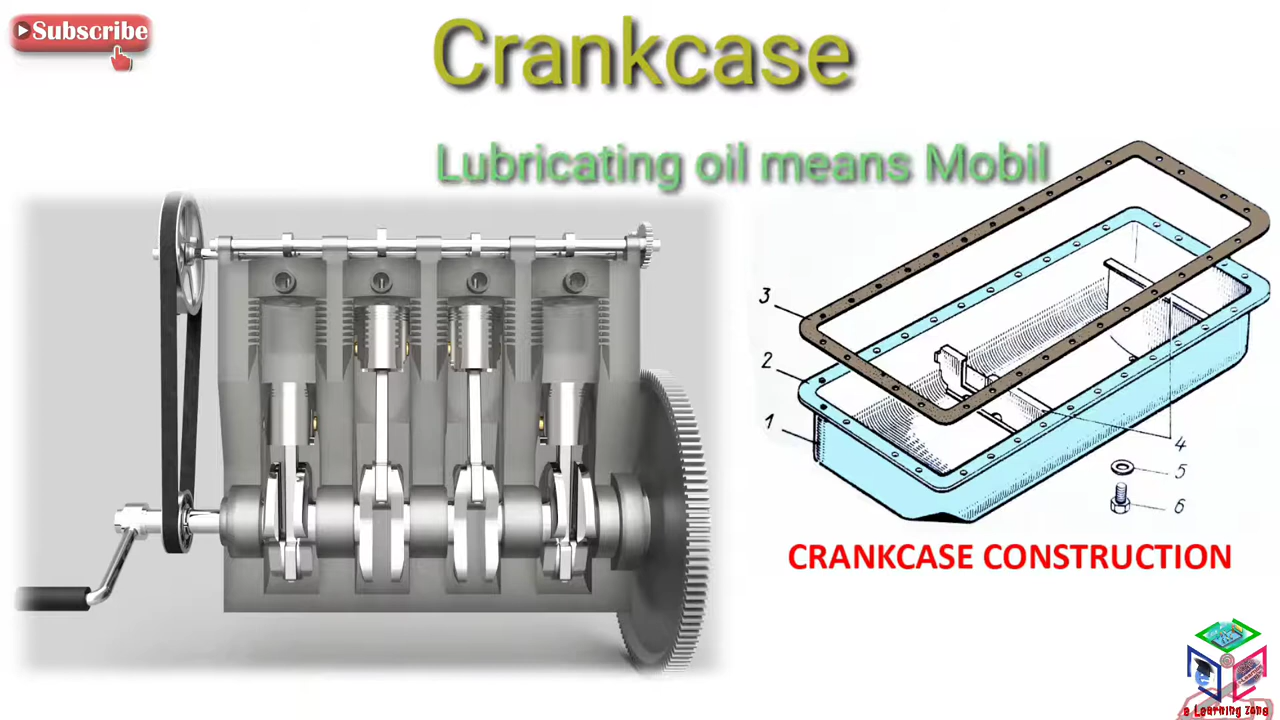 Subscribe
Crankcase
Lubricating oil means Mobil
3
2
1
4
5
6
CRANKCASE CONSTRUCTION
e Learning zone